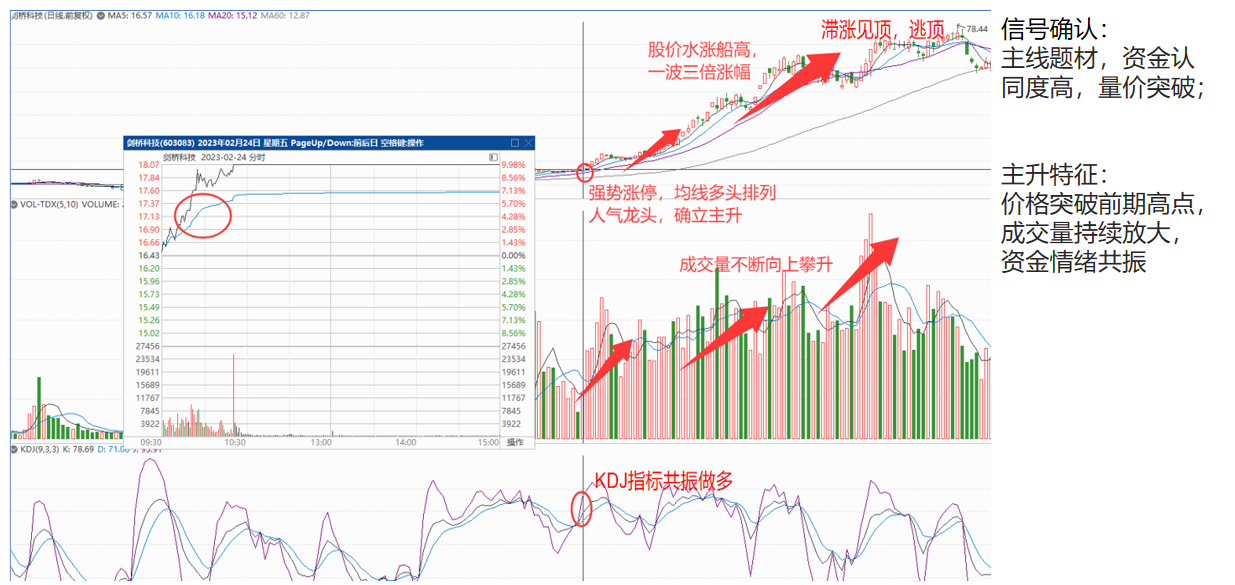 剑桥科技(日线.前复权) MA5: 16.57 MA10: 16.18 MA20: 15.12 MA60: 12.87
滞涨见顶，逃顶
78.44
股价水涨船高，
一波三倍涨幅
信号确认：
主线题材，资金认
同度高，量价突破；
剑桥科技(603083) 2023年02月24日 星期五 PageUp/Down:前后日 空格键:操作
剑桥科技 2023-02-24 分时
18.07 9.98%
17.84 8.56%
17.60 7.13%
17.37 5.70%
17.13 4.28%
16.90 2.85%
16.66 1.43%
16.43 0.00%
16.20 1.43%
15.96 2.85%
15.73 4.28%
15.49 5.70%
15.26 7.13%
15.02 8.56%
27456 27456
23534 23534
19611 19611
15689 15689
11767 11767
7845 7845
3922 3922
09:30 10:30 13:00 14:00 15:00 操作
强势涨停，均线多头排列
人气龙头，确立主升
主升特征：
价格突破前期高点，
成交量持续放大，
资金情绪共振
VOL-TDX(5,10) VOLUME:
成交量不断向上攀升
KDJ(9,3,3) K: 78.69 D:
KDJ指标共振做多